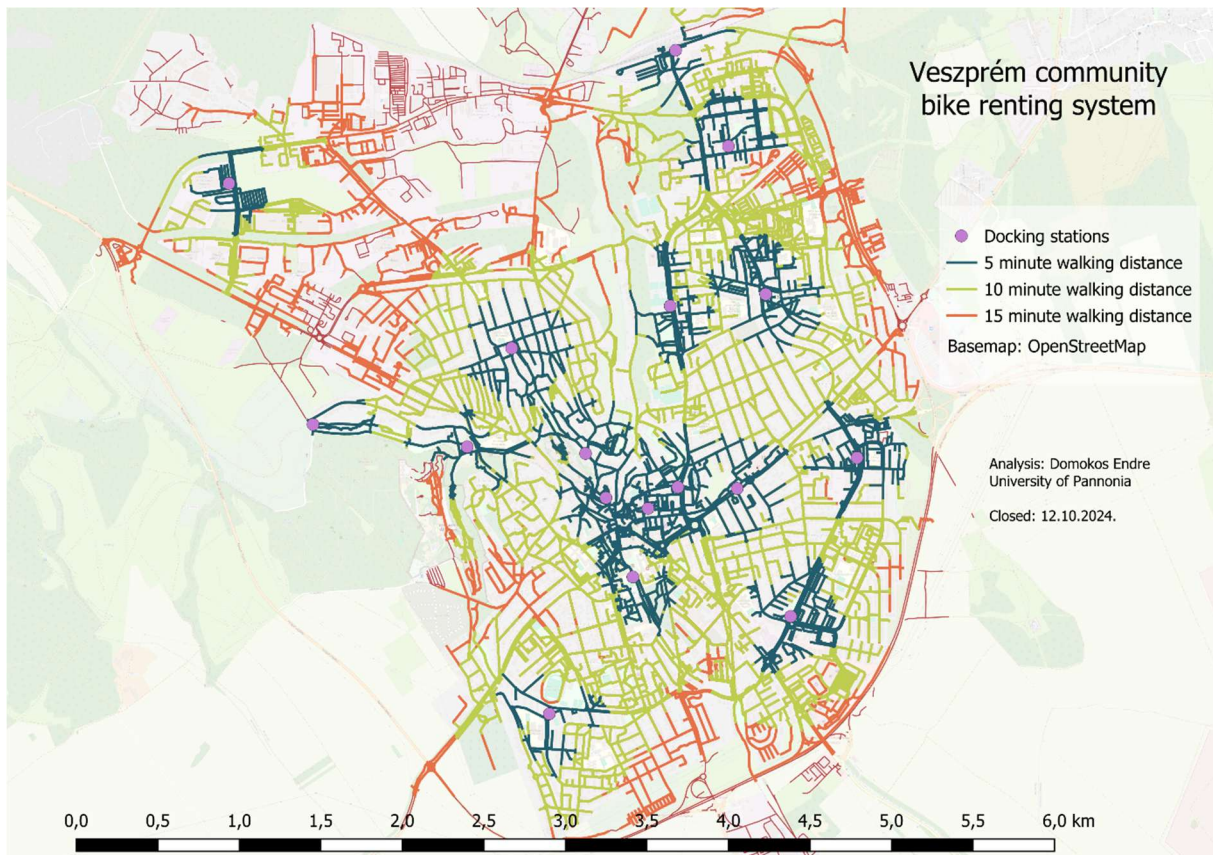 Veszprém community
bike renting system
Docking stations
5 minute walking distance
10 minute walking distance
15 minute walking distance
Basemap: OpenStreetMap
Analysis: Domokos Endre
University of Pannonia
Closed: 12.10.2024.
0,0 0,5 1,0 1,5 2,0 2,5 3,0 3,5 4,0 4,5 5,0 5,5 6,0 km